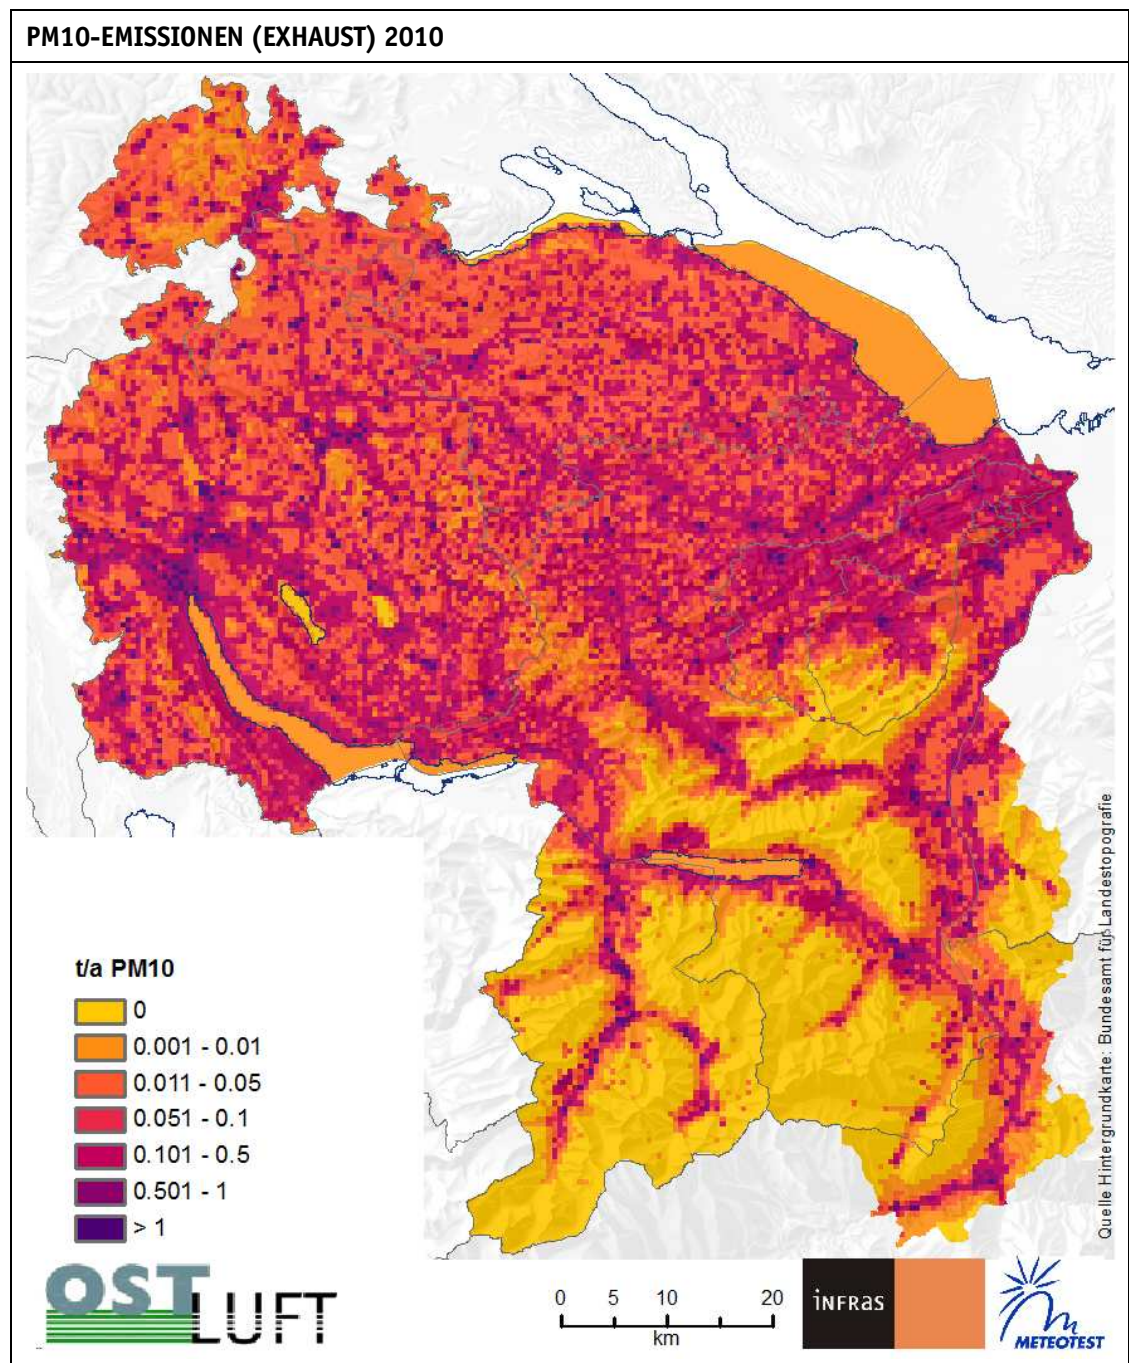 PM10-EMISSIONEN (EXHAUST) 2010
Quelle Hintergrundkarte: Bundesamt für Landestopografie
t/a PM10
0
0.001 - 0.01
0.011 - 0.05
0.051 - 0.1
0.101 - 0.5
0.501 - 1
> 1
OSTLUFT
0 5 10 20
km
iNFRAS
METEOTEST